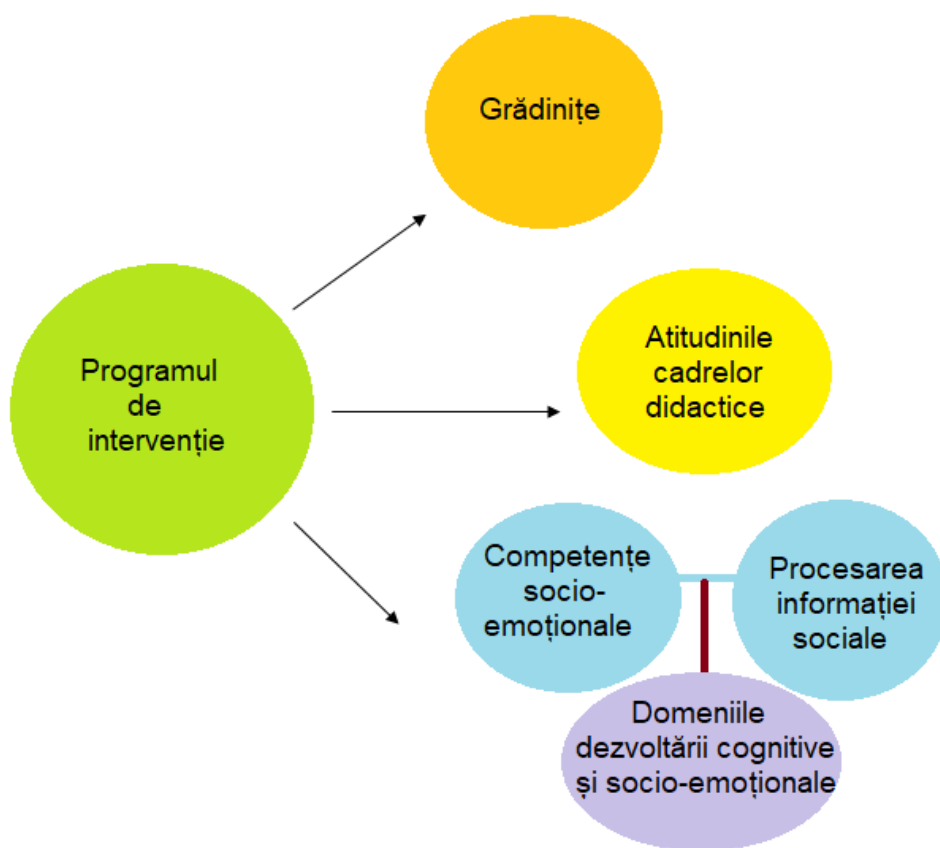 Grădinițe
Programul
de
intervenție
Atitudinile
cadrelor
didactice
Competențe
socio-
emoționale
Procesarea
informației
sociale
Domeniile
dezvoltării cognitive
și socio-emoționale